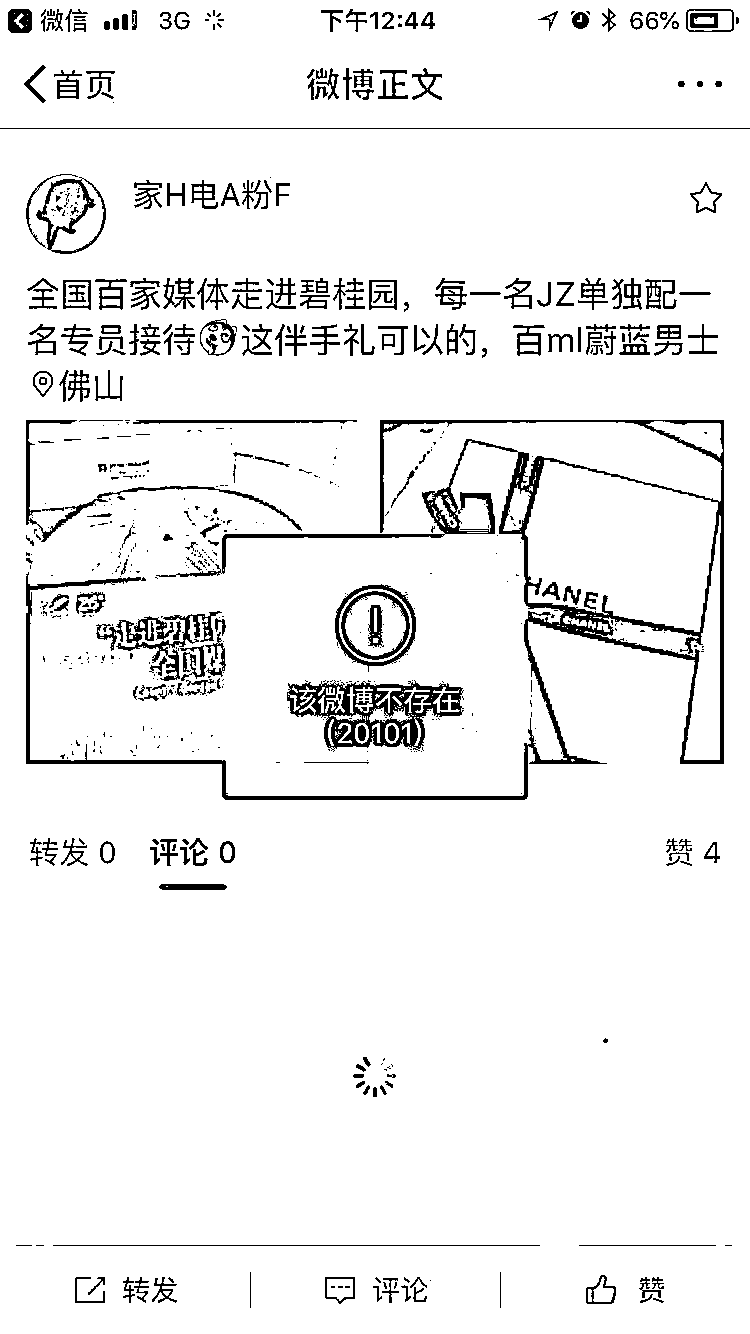 微信 3G 下午12:44 66%
首页 微博正文
家H电A粉F
全国百家媒体走进碧桂园，每一名JZ单独配一
名专员接待这伴手礼可以的，百ml蔚蓝男士
佛山
HANEL
"走进碧桂
全国媒
该微博不存在
(20101)
转发 0 评论 0 赞 4
转发 评论 赞